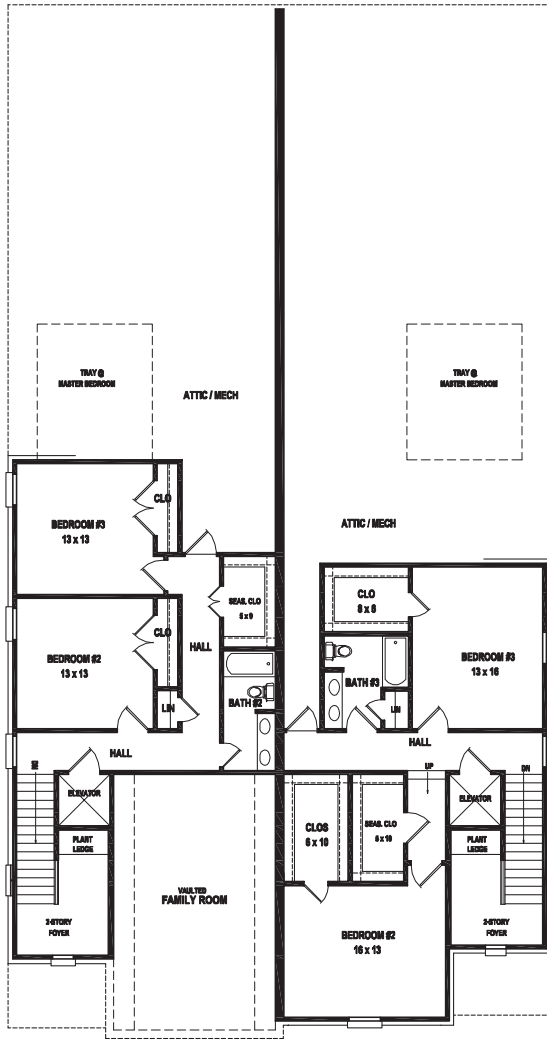 TRAY @
MASTER BEDROOM
TRAY @
MASTER BEDROOM
ATTIC / MECH
CLO
BEDROOM #3
13 x 13
ATTIC / MECH
SEAS. CLO
5 x 9
CLO
8 x 8
CLO
HALL
BEDROOM #2
13 x 13
BEDROOM #3
13 x 16
BATH #3
LIN
BATH #2
LIN
HALL
HALL
DN
UP
DN
ELEVATOR
ELEVATOR
CLOS
6 x 10
SEAS. CLO
5 x 10
PLANT
LEDGE
PLANT
LEDGE
VAULTED
FAMILY ROOM
2-STORY
FOYER
2-STORY
FOYER
BEDROOM #2
16 x 13